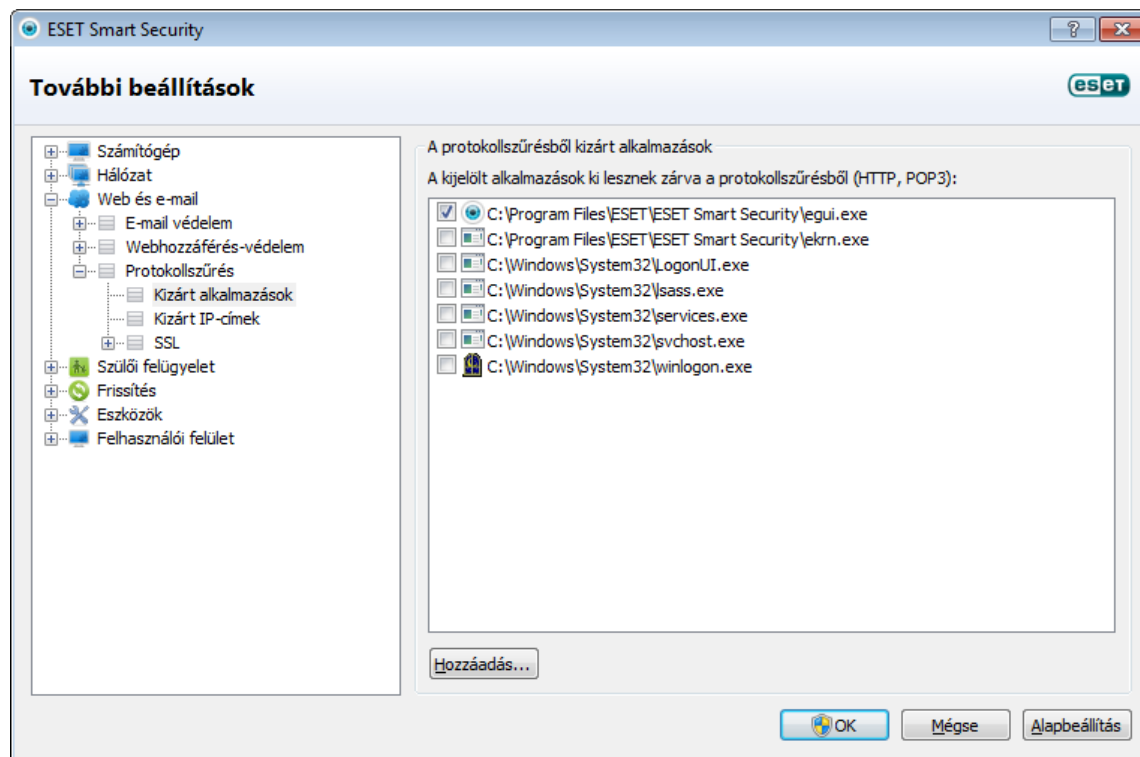 ESET Smart Security
További beállítások
eset
Számítógép
Hálózat
Web és e-mail
E-mail védelem
Webhozzáférés-védelem
Protokollszűrés
Kizárt alkalmazások
Kizárt IP-címek
SSL
Szülői felügyelet
Frissítés
Eszközök
Felhasználói felület
A protokollszűrésből kizárt alkalmazások
A kijelölt alkalmazások ki lesznek zárva a protokollszűrésből (HTTP, POP3):
C:\Program Files\ESET\ESET Smart Security\egui.exe
C:\Program Files\ESET\ESET Smart Security\ekrn.exe
C:\Windows\System32\LogonUI.exe
C:\Windows\System32\lsass.exe
C:\Windows\System32\services.exe
C:\Windows\System32\svchost.exe
C:\Windows\System32\winlogon.exe
Hozzáadás...
OK
Mégse
Alapbeállítás